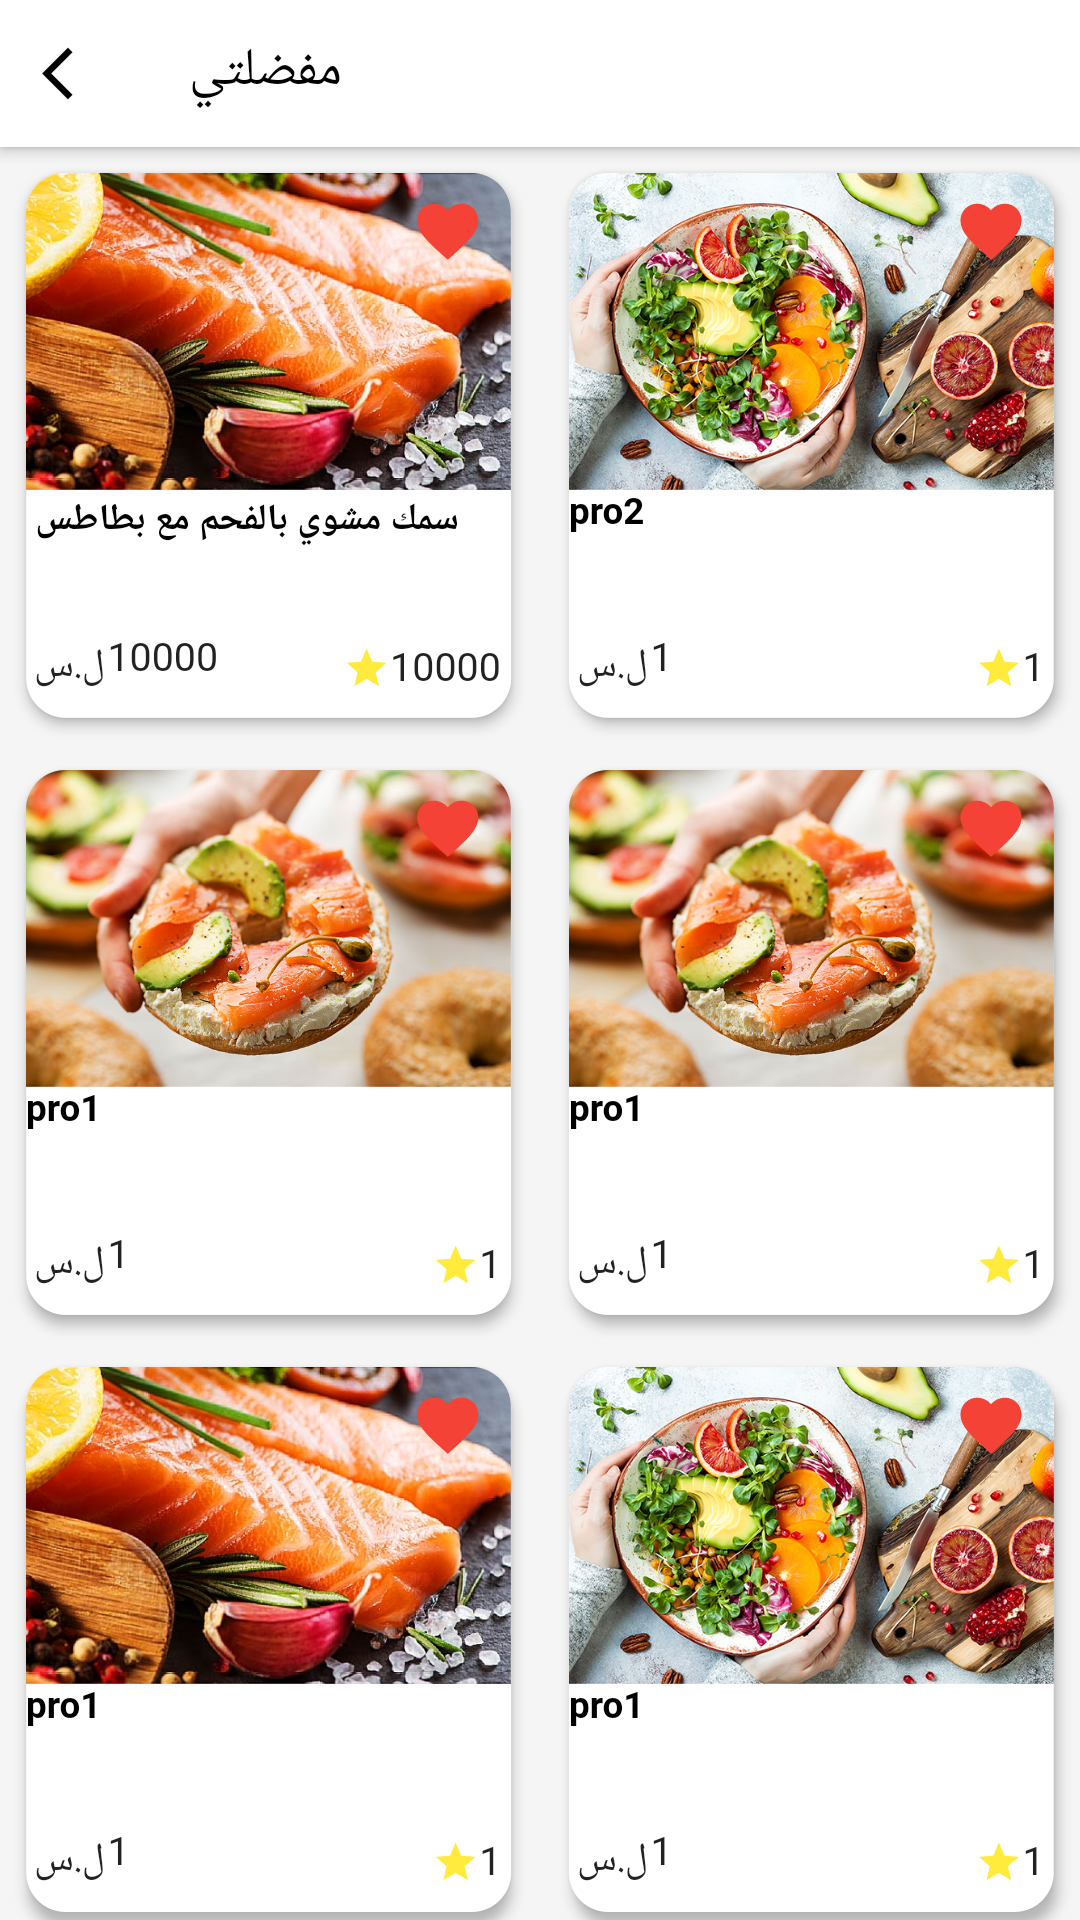 مفضلتي
سمك مشوي بالفحم مع بطاطس
10000ل.س
10000
pro2
1ل.س
1
pro1
1ل.س
1
pro1
1ل.س
1
pro1
1ل.س
1
pro1
1ل.س
1